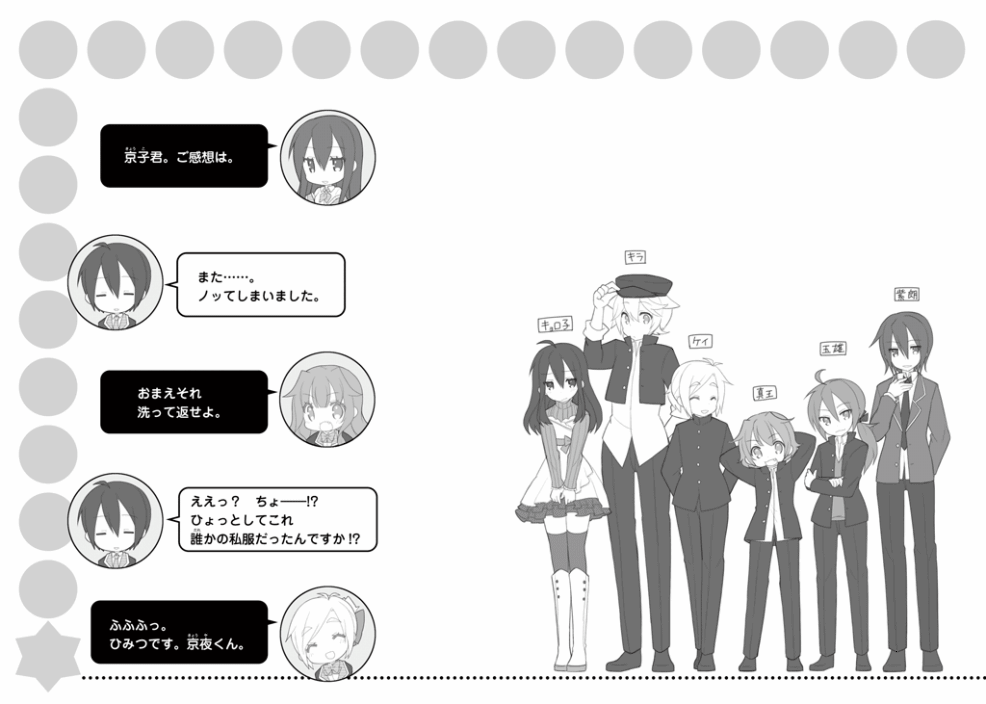 京子君。ご感想は。
また……。
ノッてしまいました。
おまえそれ
洗って返せよ。
ええっ？　ちょ――!?
ひょっとしてこれ
誰かの私服だったんですか!?
ふふふっ。
ひみつです。京夜くん。
キョロ子
キラ
ケイ
真王
玉雄
紫朗